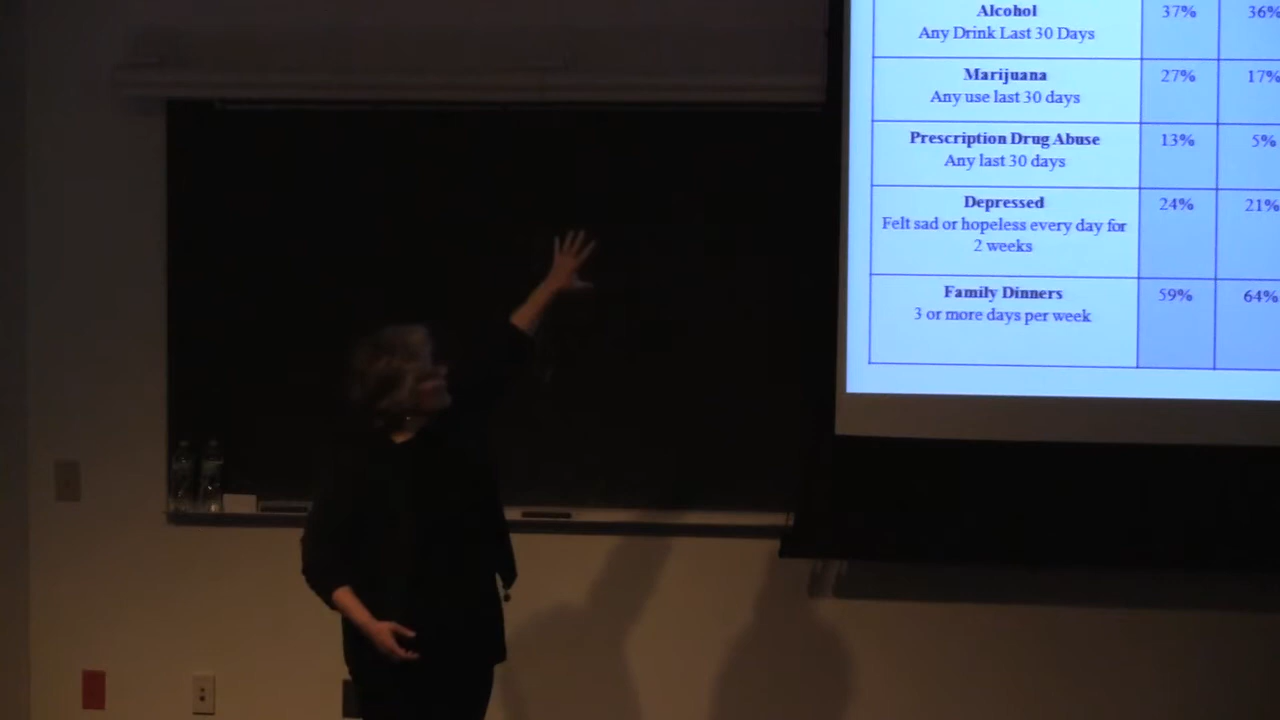 Alcohol 37% 36%
Any Drink Last 30 Days
Marijuana 27% 17%
Any use last 30 days
Prescription Drug Abuse 13% 5%
Any last 30 days
Depressed 24% 21%
Felt sad or hopeless every day for
2 weeks
Family Dinners 59% 64%
3 or more days per week